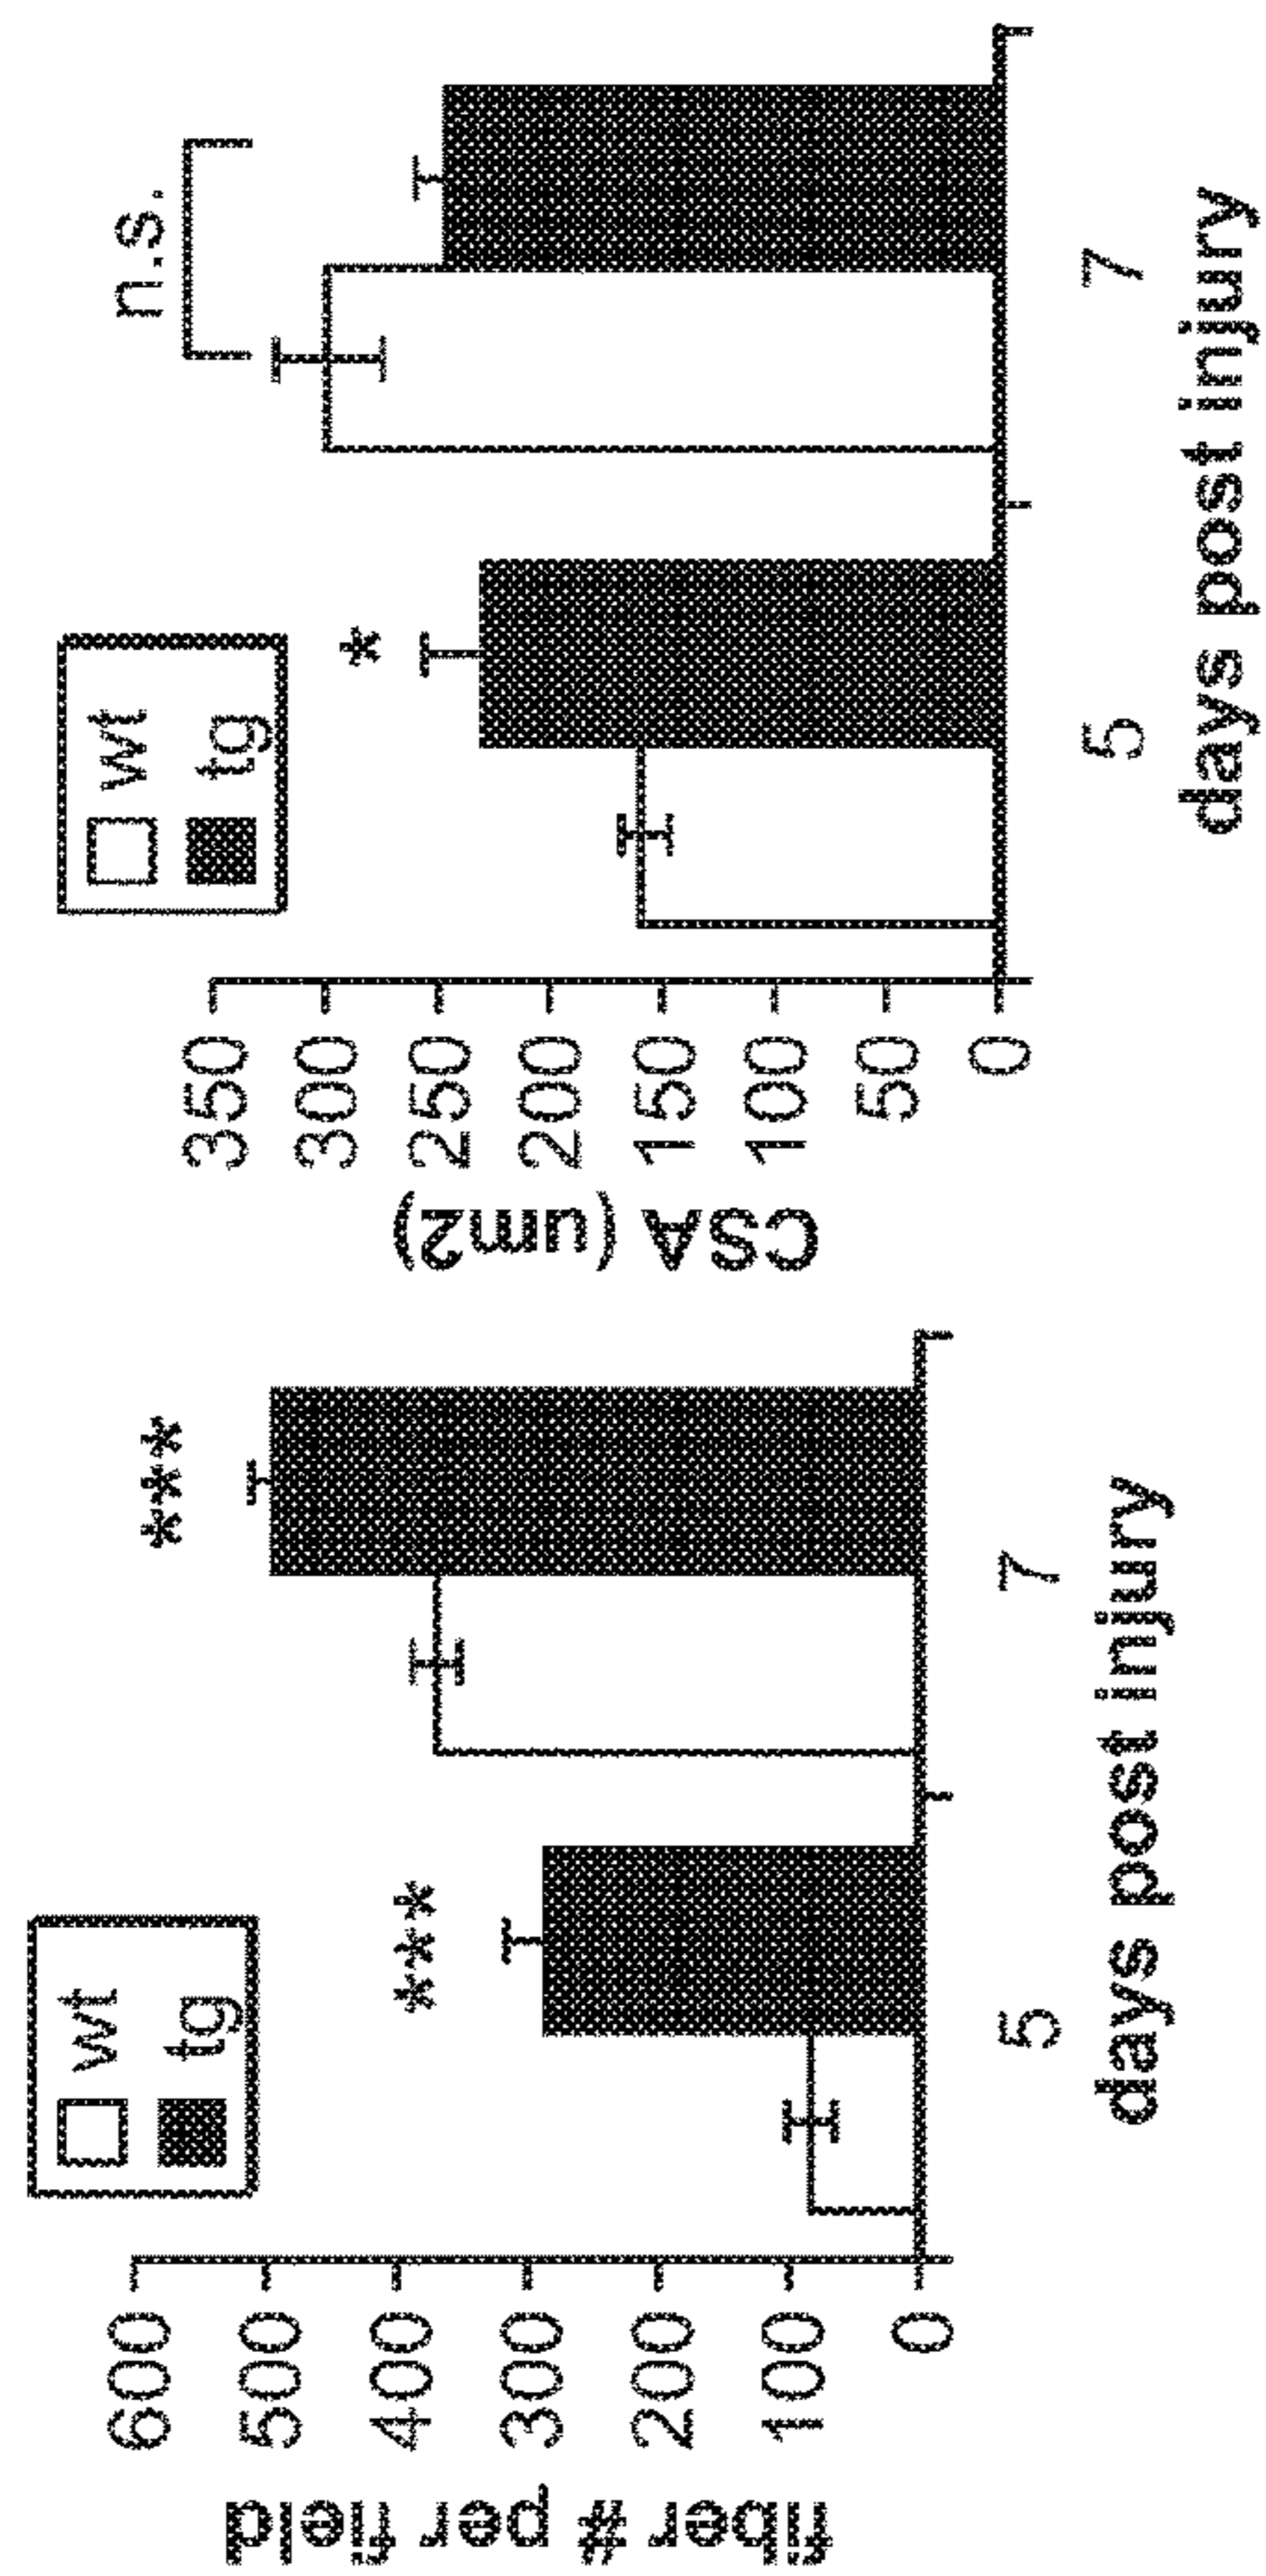 fiber # per field
600
500
400
300
200
100
0
wt
tg
***
***
5
7
days post injury
CSA (um2)
350
300
250
200
150
100
50
0
wt
tg
*
n.s.
5
7
days post injury